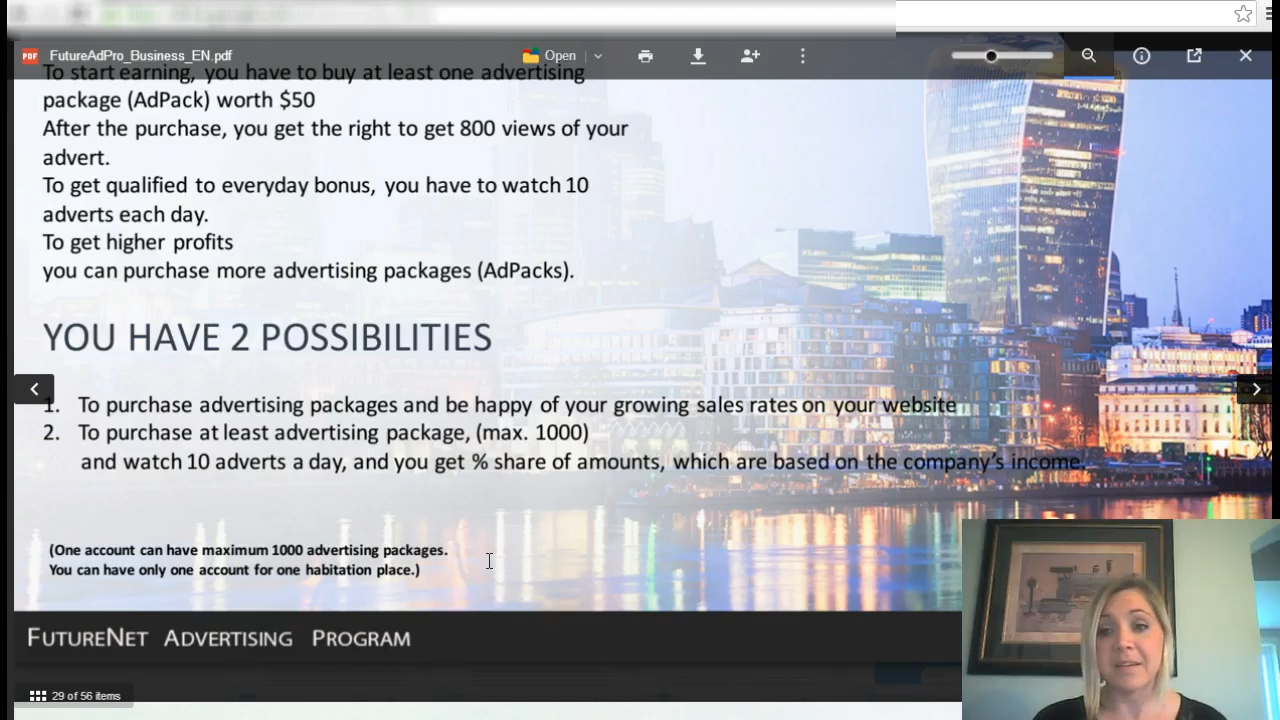 FutureAdPro_Business_EN.pdf
Open
To start earning, you have to buy at least one advertising
package (AdPack) worth $50
After the purchase, you get the right to get 800 views of your
advert.
To get qualified to everyday bonus, you have to watch 10
adverts each day.
To get higher profits
you can purchase more advertising packages (AdPacks).
YOU HAVE 2 POSSIBILITIES
1. To purchase advertising packages and be happy of your growing sales rates on your website
2. To purchase at least advertising package, (max. 1000)
and watch 10 adverts a day, and you get % share of amounts, which are based on the company's income.
(One account can have maximum 1000 advertising packages.
You can have only one account for one habitation place.)
FUTURENET ADVERTISING PROGRAM
29 of 56 items